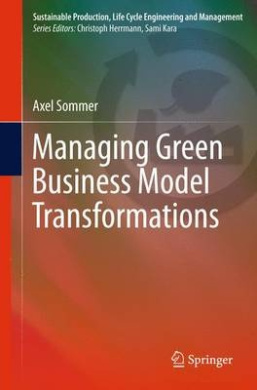 Sustainable Production, Life Cycle Engineering and Management
Series Editors: Christoph Herrmann, Sami Kara
Axel Sommer
Managing Green
Business Model
Transformations
Springer